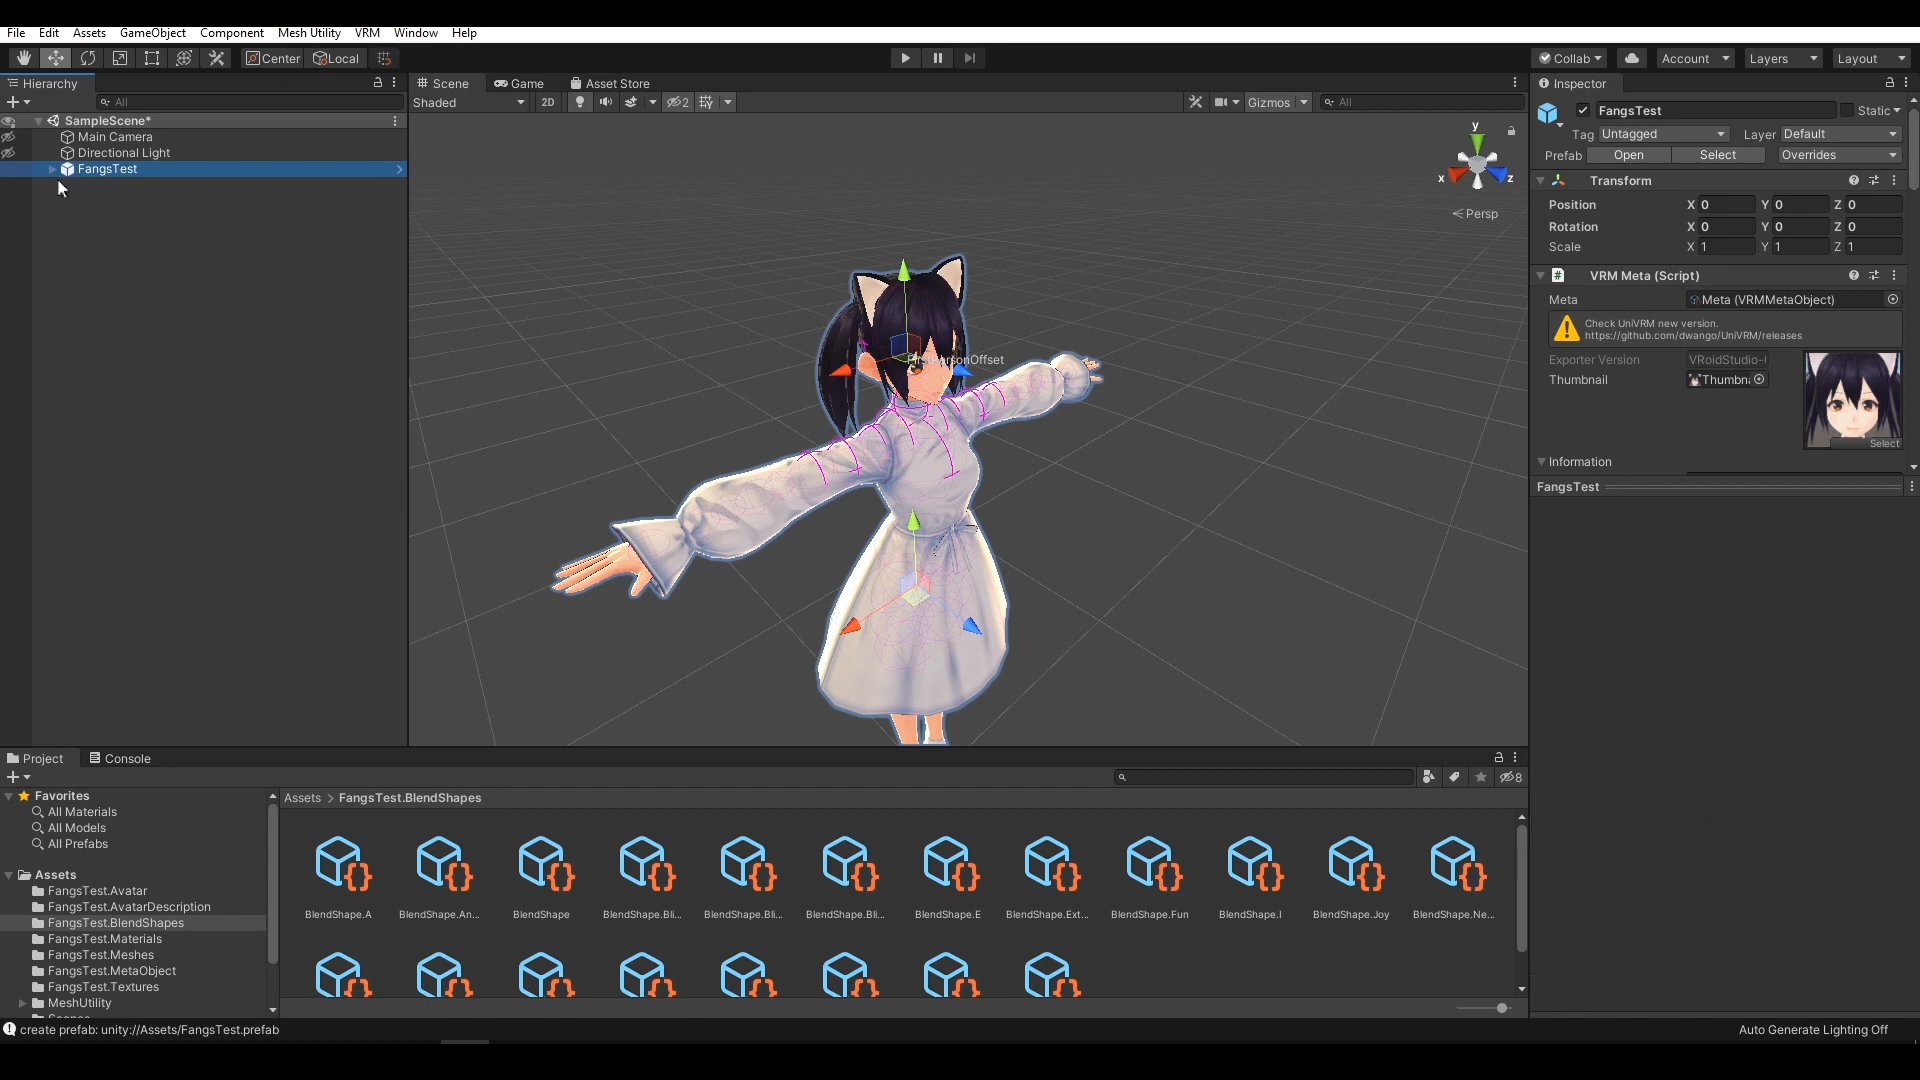 File Edit Assets GameObject Component Mesh Utility VRM Window Help
Center Local Collab Account Layers Layout
Hierarchy
All
SampleScene*
Main Camera
Directional Light
FangsTest
Scene Game Asset Store
Shaded 2D 2 Gizmos All
y
x z
Persp
Inspector
FangsTest Static
Tag Untagged Layer Default
Prefab Open Select Overrides
Transform
Position X 0 Y 0 Z 0
Rotation X 0 Y 0 Z 0
Scale X 1 Y 1 Z 1
VRM Meta (Script)
Meta Meta (VRMMetaObject)
Check UniVRM new version.
https://github.com/dwango/UniVRM/releases
Exporter Version VRoidStudio-
Thumbnail Thumbn
Select
Information
FangsTest
Project Console
8
Favorites
All Materials
All Models
All Prefabs
Assets
FangsTest.Avatar
FangsTest.AvatarDescription
FangsTest.BlendShapes
FangsTest.Materials
FangsTest.Meshes
FangsTest.MetaObject
FangsTest.Textures
MeshUtility
Assets > FangsTest.BlendShapes
BlendShape.A BlendShape.An... BlendShape BlendShape.Bli... BlendShape.Bli... BlendShape.Bli... BlendShape.E BlendShape.Ext... BlendShape.Fun BlendShape.I BlendShape.Joy BlendShape.Ne...
create prefab: unity://Assets/FangsTest.prefab
Auto Generate Lighting Off